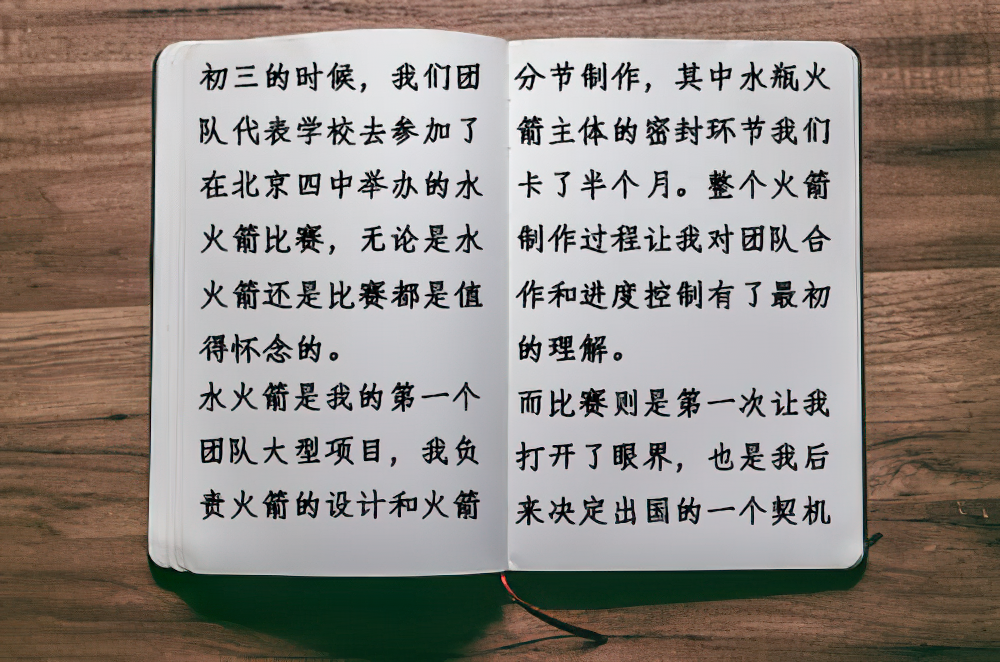 初三的时候，我们团
队代表学校去参加了
在北京四中举办的水
火箭比赛，无论是水
火箭还是比赛都是值
得怀念的。
水火箭是我的第一个
团队大型项目，我负
责火箭的设计和火箭
分节制作，其中水瓶火
箭主体的密封环节我们
卡了半个月。整个火箭
制作过程让我对团队合
作和进度控制有了最初
的理解。
而比赛则是第一次让我
打开了眼界，也是我后
来决定出国的一个契机